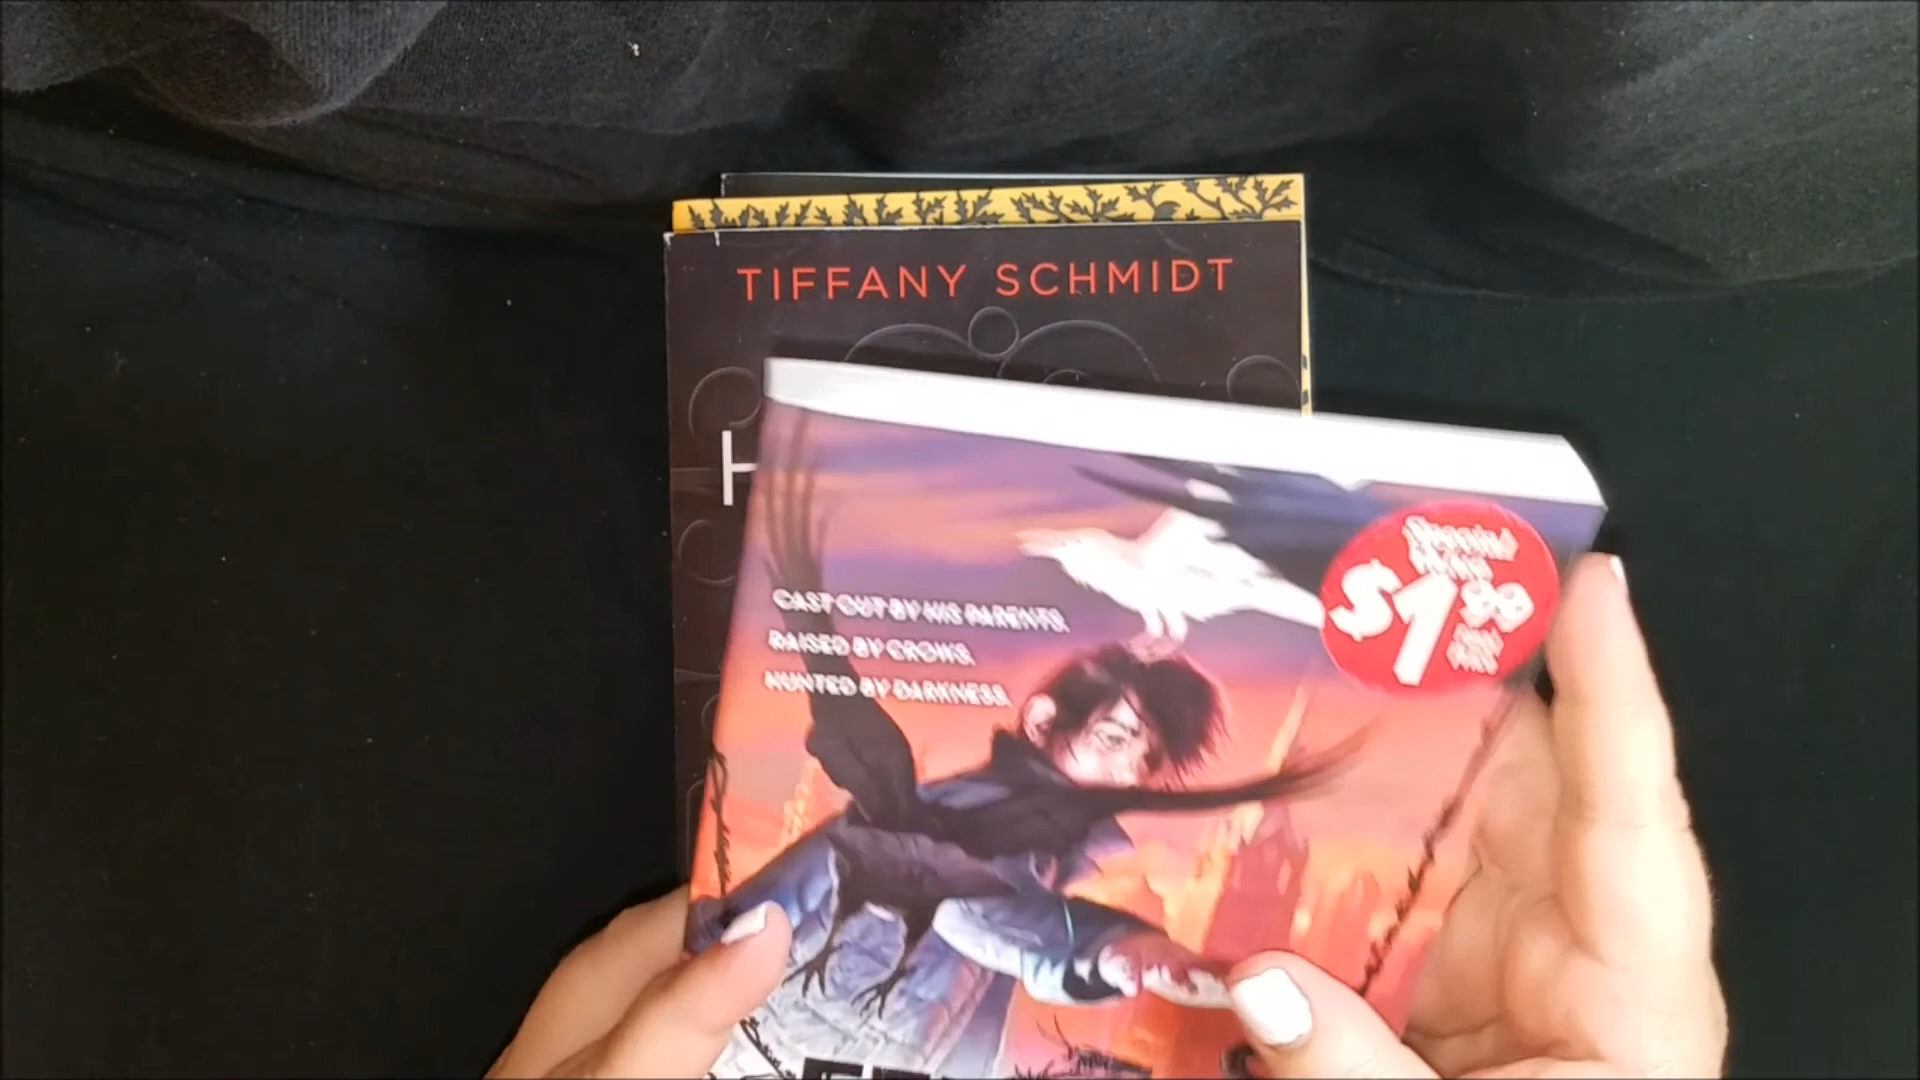 TIFFANY SCHMIDT
H
CAST OUT BY HIS PARENTS.
RAISED BY CROWS.
HUNTED BY DARKNESS.
$1